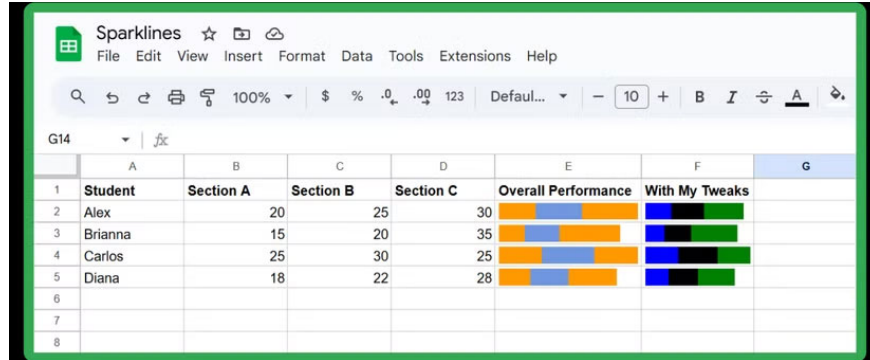 Sparklines
File Edit View Insert Format Data Tools Extensions Help
100% $ % .0 .00 123 Defaul... − 10 + B I A
G14 fx
A B C D E F G
1 Student Section A Section B Section C Overall Performance With My Tweaks
2 Alex 20 25 30
3 Brianna 15 20 35
4 Carlos 25 30 25
5 Diana 18 22 28
6
7
8